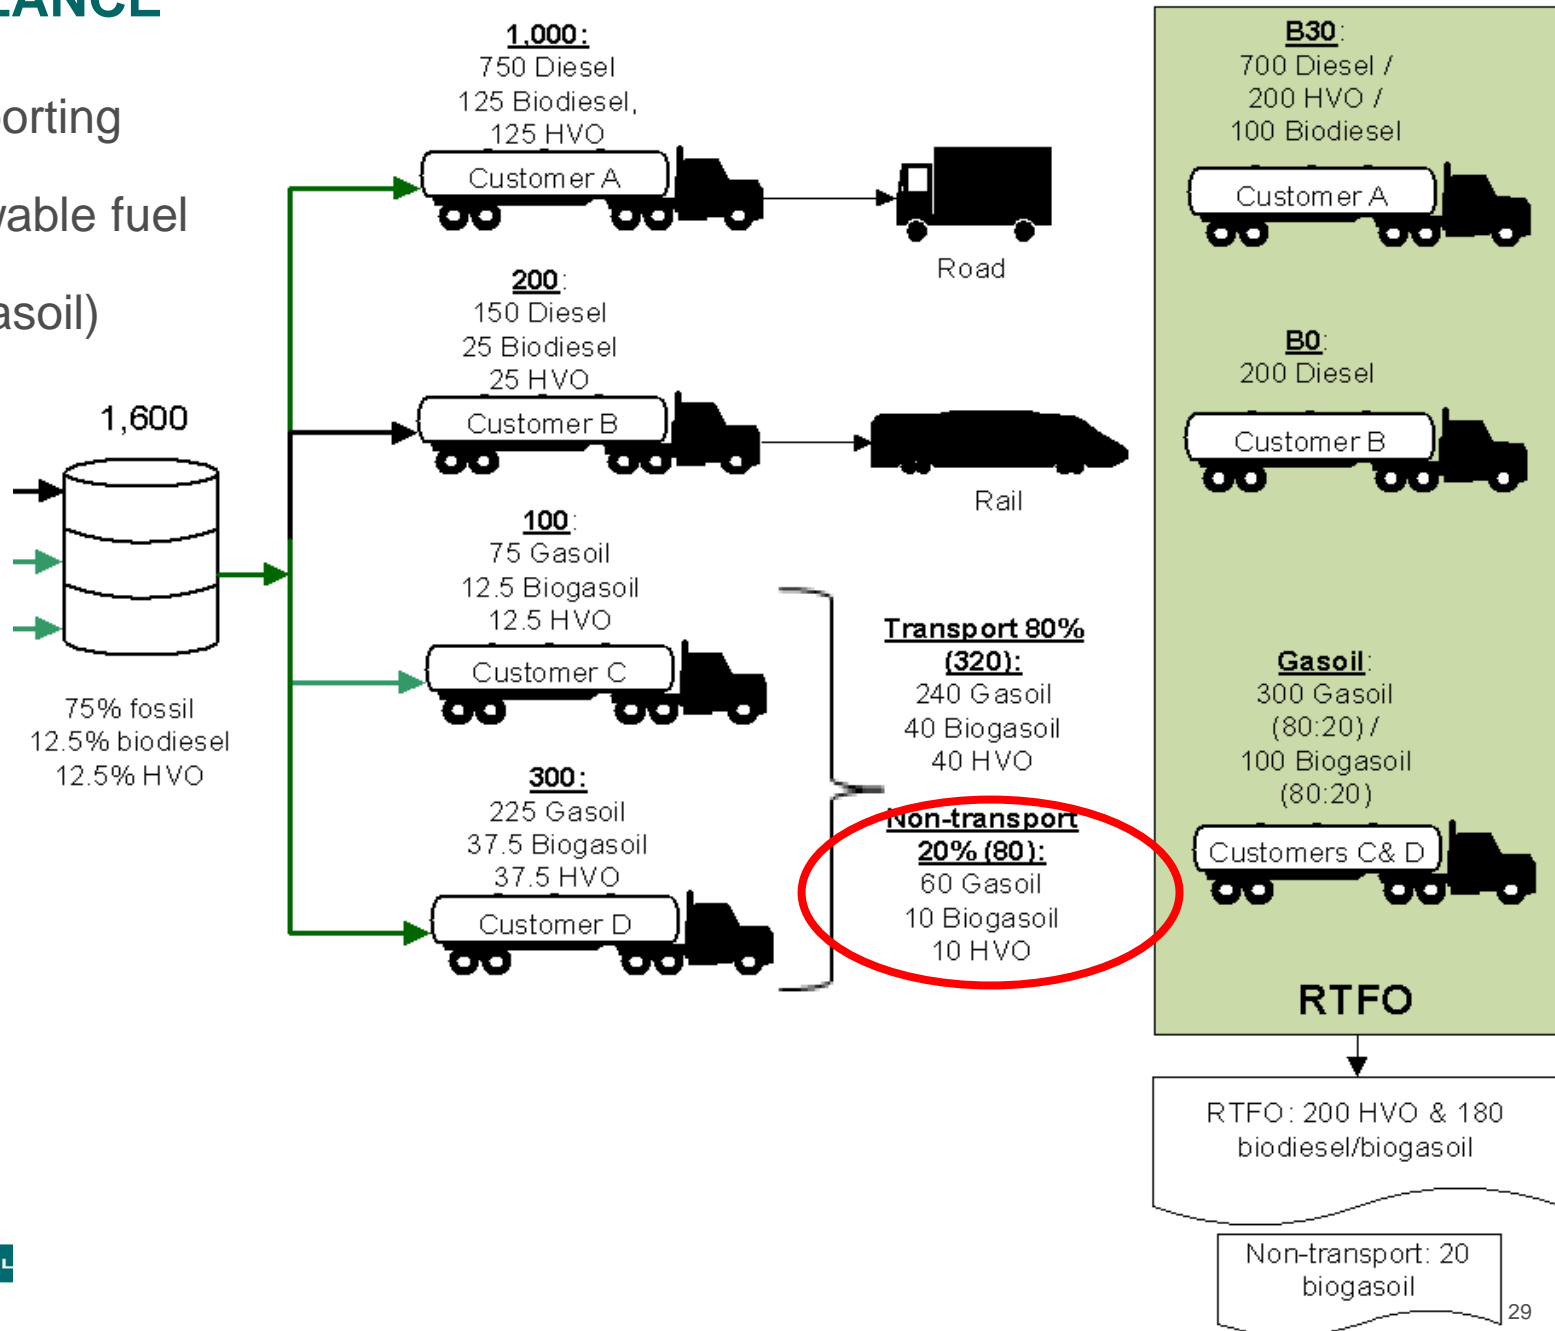 1,000:
750 Diesel
125 Biodiesel,
125 HVO
Customer A
Road
200:
150 Diesel
25 Biodiesel
25 HVO
Customer B
Rail
fuel
1,600
75% fossil
12.5% biodiesel
12.5% HVO
100:
75 Gasoil
12.5 Biogasoil
12.5 HVO
Customer C
300:
225 Gasoil
37.5 Biogasoil
37.5 HVO
Customer D
Transport 80%
(320):
240 Gasoil
40 Biogasoil
40 HVO
Non-transport
20% (80):
60 Gasoil
10 Biogasoil
10 HVO
B30:
700 Diesel /
200 HVO /
100 Biodiesel
Customer A
B0:
200 Diesel
Customer B
Gasoil:
300 Gasoil
(80:20) /
100 Biogasoil
(80:20)
Customers C& D
RTFO
RTFO: 200 HVO & 180
biodiesel/biogasoil
Non-transport: 20
biogasoil
29